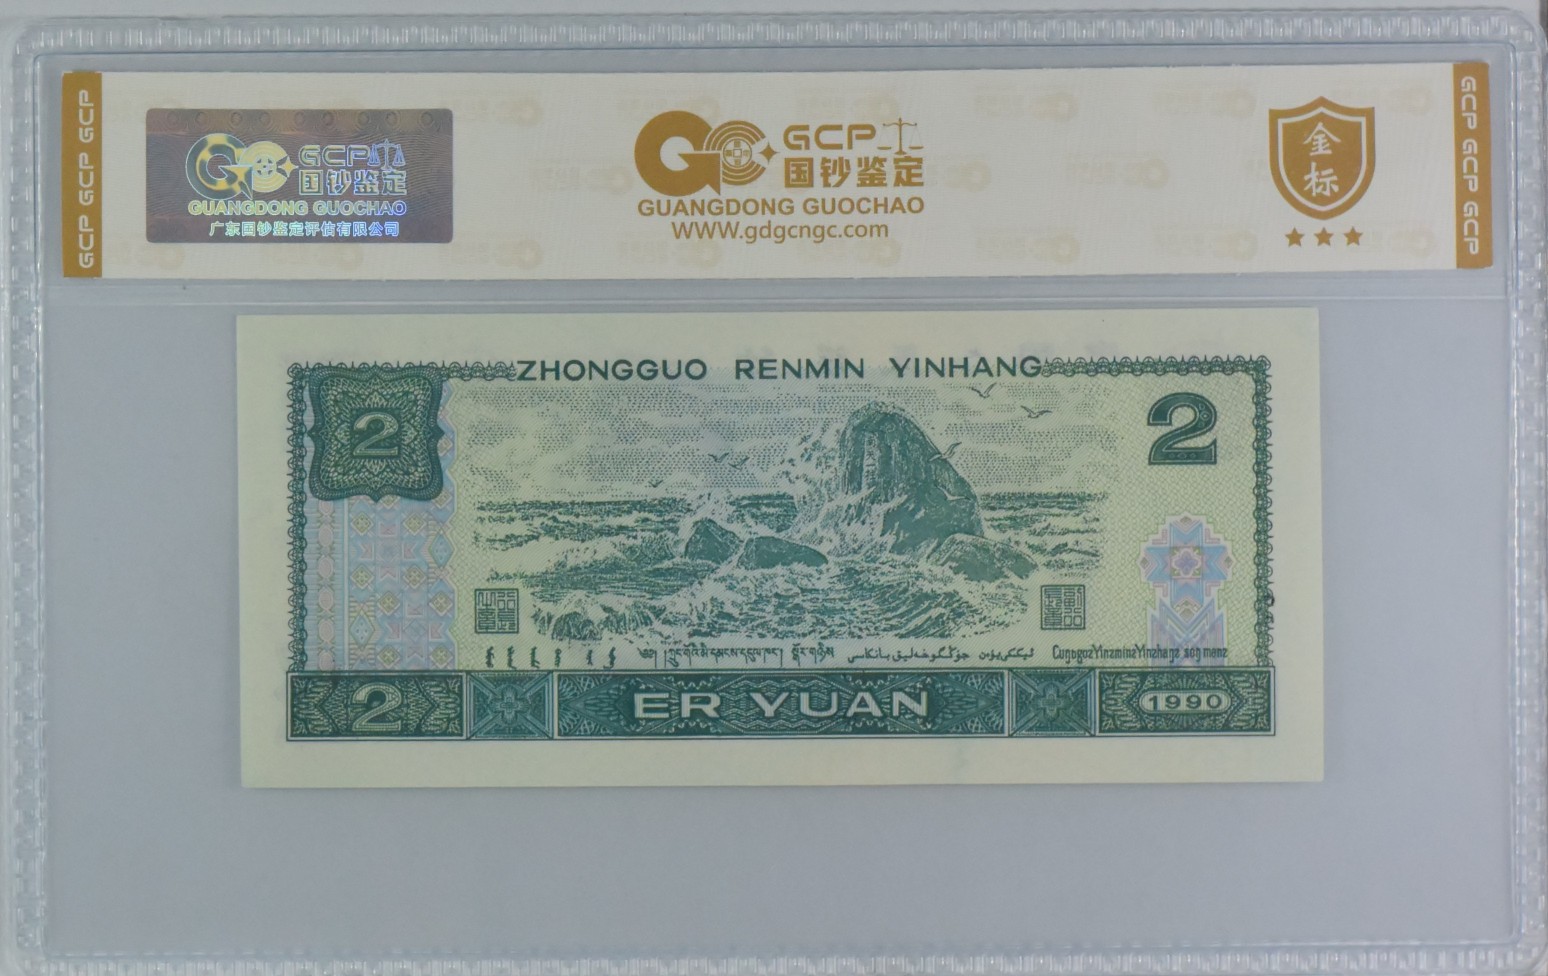 GCP GCP GCP
GCP 国钞鉴定
GUANGDONG GUOCHAO
广东国钞鉴定评估有限公司
GCP
国钞鉴定
GUANGDONG GUOCHAO
WWW.gdgcngc.com
金标
GCP GCP GCP
ZHONGGUO RENMIN YINHANG
2
2
2
ER YUAN
1990